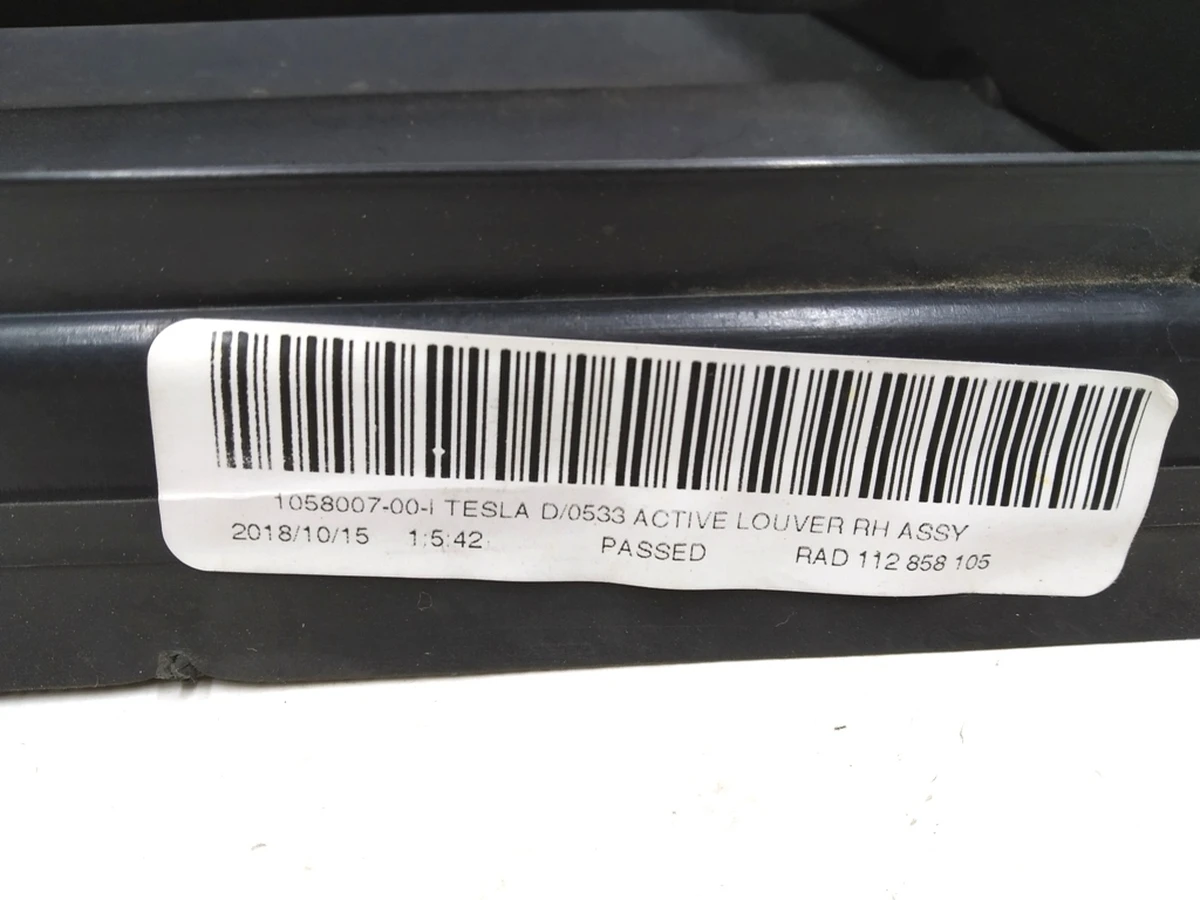 1058007-00-I TESLA D/0533 ACTIVE LOUVER RH ASSY
2018/10/15 1:5:42 PASSED RAD 112 858 105